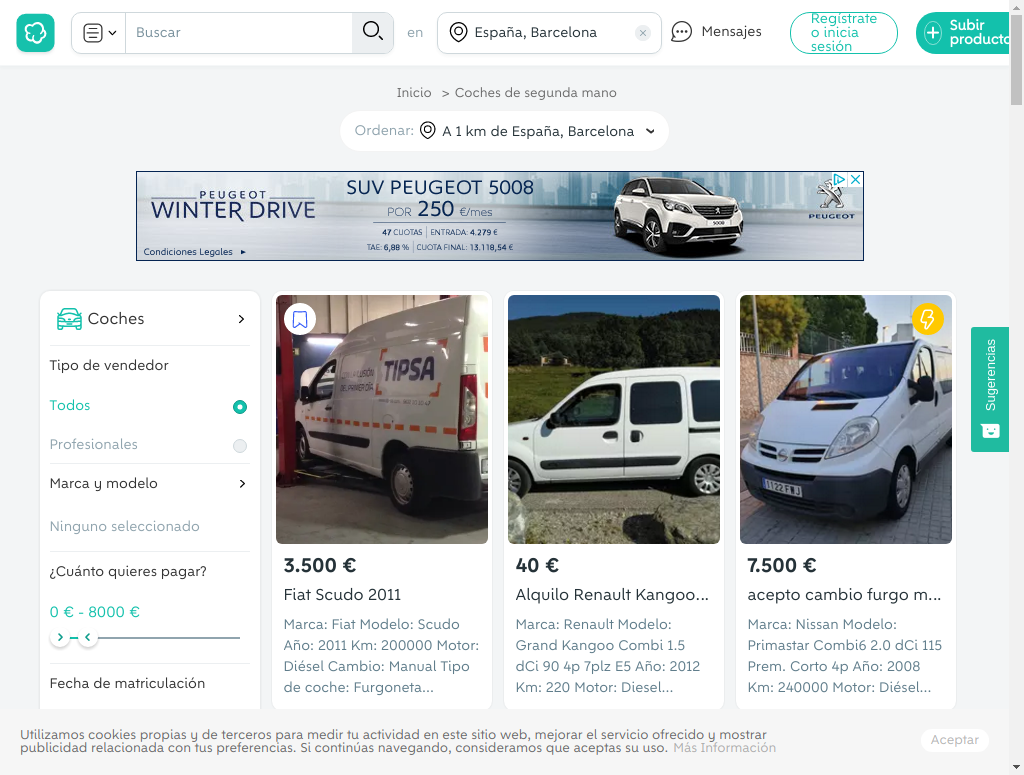 Buscar
en
España, Barcelona
Mensajes
Regístrate
o inicia
sesión
Subir
producto
Inicio > Coches de segunda mano
Ordenar: A 1 km de España, Barcelona
PEUGEOT
WINTER DRIVE
Condiciones Legales ►
SUV PEUGEOT 5008
POR 250 €/mes
47 CUOTAS | ENTRADA: 4.279 €
TAE: 6,88 % | CUOTA FINAL: 13.118,54 €
PEUGEOT
Coches
Tipo de vendedor
Todos
Profesionales
Marca y modelo
Ninguno seleccionado
¿Cuánto quieres pagar?
0 € - 8000 €
Fecha de matriculación
TIPSA
3.500 €
Fiat Scudo 2011
Marca: Fiat Modelo: Scudo
Año: 2011 Km: 200000 Motor:
Diésel Cambio: Manual Tipo
de coche: Furgoneta...
40 €
Alquilo Renault Kangoo...
Marca: Renault Modelo:
Grand Kangoo Combi 1.5
dCi 90 4p 7plz E5 Año: 2012
Km: 220 Motor: Diesel...
1122 FWJ
7.500 €
acepto cambio furgo m...
Marca: Nissan Modelo:
Primastar Combi6 2.0 dCi 115
Prem. Corto 4p Año: 2008
Km: 240000 Motor: Diésel...
Sugerencias
Utilizamos cookies propias y de terceros para medir tu actividad en este sitio web, mejorar el servicio ofrecido y mostrar
publicidad relacionada con tus preferencias. Si continúas navegando, consideramos que aceptas su uso. Más Información
Aceptar